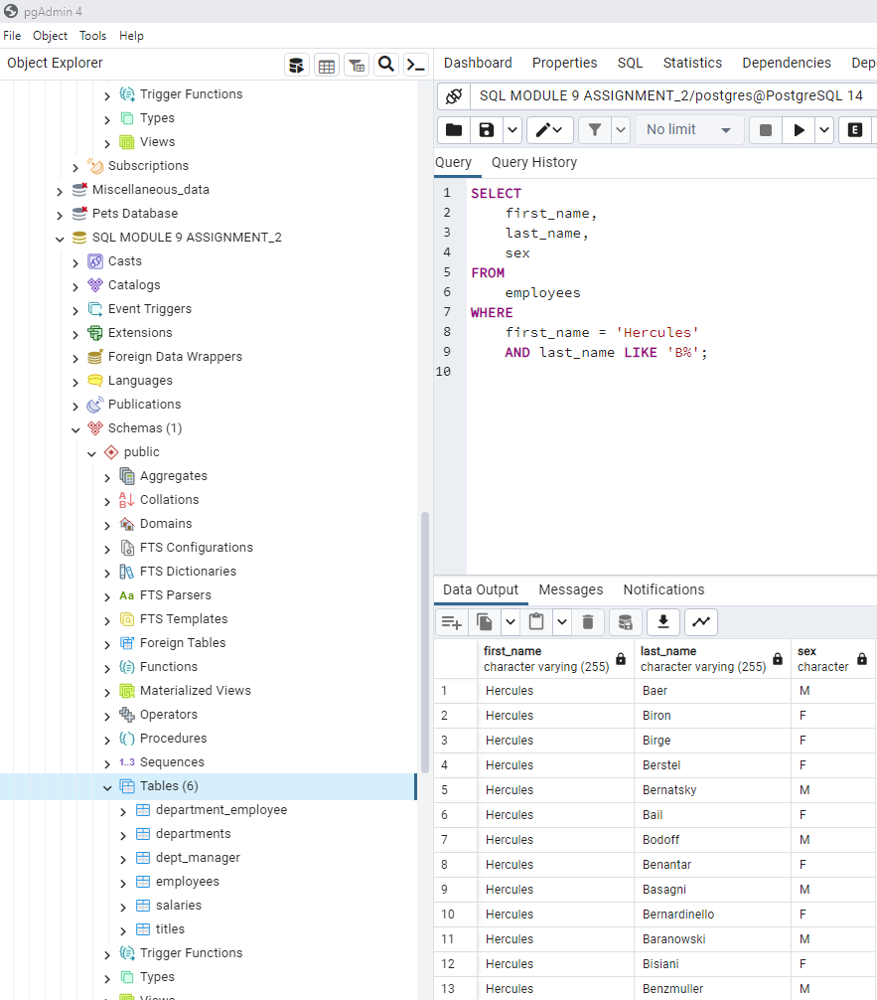 pgAdmin 4
File Object Tools Help
Object Explorer
Trigger Functions
Types
Views
Subscriptions
Miscellaneous_data
Pets Database
SQL MODULE 9 ASSIGNMENT_2
Casts
Catalogs
Event Triggers
Extensions
Foreign Data Wrappers
Languages
Publications
Schemas (1)
public
Aggregates
Collations
Domains
FTS Configurations
FTS Dictionaries
Aa FTS Parsers
FTS Templates
Foreign Tables
Functions
Materialized Views
Operators
Procedures
1..3 Sequences
Tables (6)
department_employee
departments
dept_manager
employees
salaries
titles
Trigger Functions
Types
Views
Dashboard Properties SQL Statistics Dependencies Dep
SQL MODULE 9 ASSIGNMENT_2/postgres@PostgreSQL 14
No limit E
Query Query History
1 SELECT
2 first_name,
3 last_name,
4 sex
5 FROM
6 employees
7 WHERE
8 first_name = 'Hercules'
9 AND last_name LIKE 'B%';
10
Data Output Messages Notifications
first_name last_name sex
character varying (255) character varying (255) character
1 Hercules Baer M
2 Hercules Biron F
3 Hercules Birge F
4 Hercules Berstel F
5 Hercules Bernatsky M
6 Hercules Bail F
7 Hercules Bodoff M
8 Hercules Benantar F
9 Hercules Basagni M
10 Hercules Bernardinello F
11 Hercules Baranowski M
12 Hercules Bisiani F
13 Hercules Benzmuller M